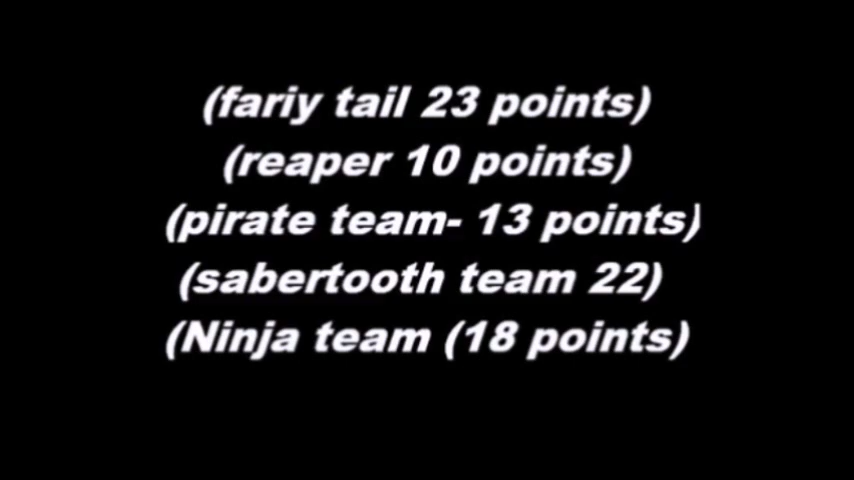 (fariy tail 23 points)
(reaper 10 points)
(pirate team- 13 points)
(sabertooth team 22)
(Ninja team (18 points)